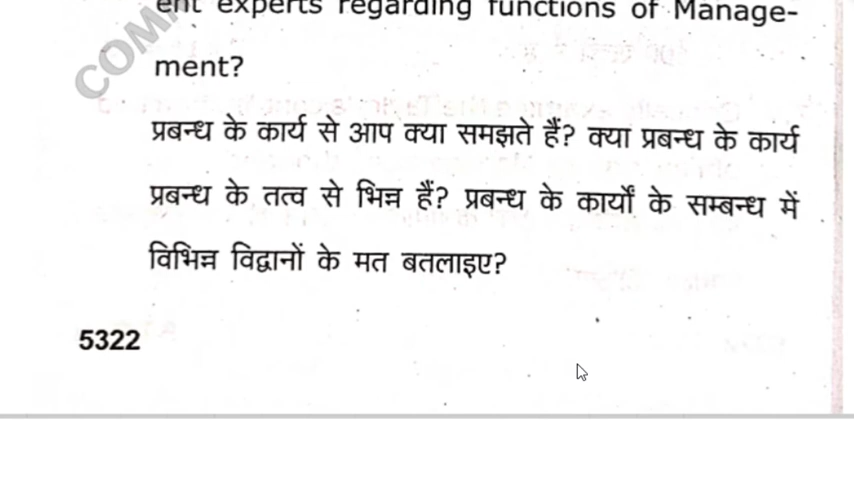 ent experts regarding functions of Manage-
COM
ment?
प्रबन्ध के कार्य से आप क्या समझते हैं? क्या प्रबन्ध के कार्य
प्रबन्ध के तत्व से भिन्न हैं? प्रबन्ध के कार्यों के सम्बन्ध में
विभिन्न विद्वानों के मत बतलाइए?
5322